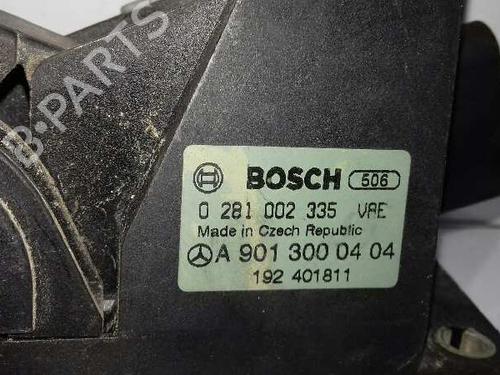 B-PARTS
BOSCH 506
0 281 002 335 VAE
Made in Czech Republic
A 901 300 04 04
192 401811